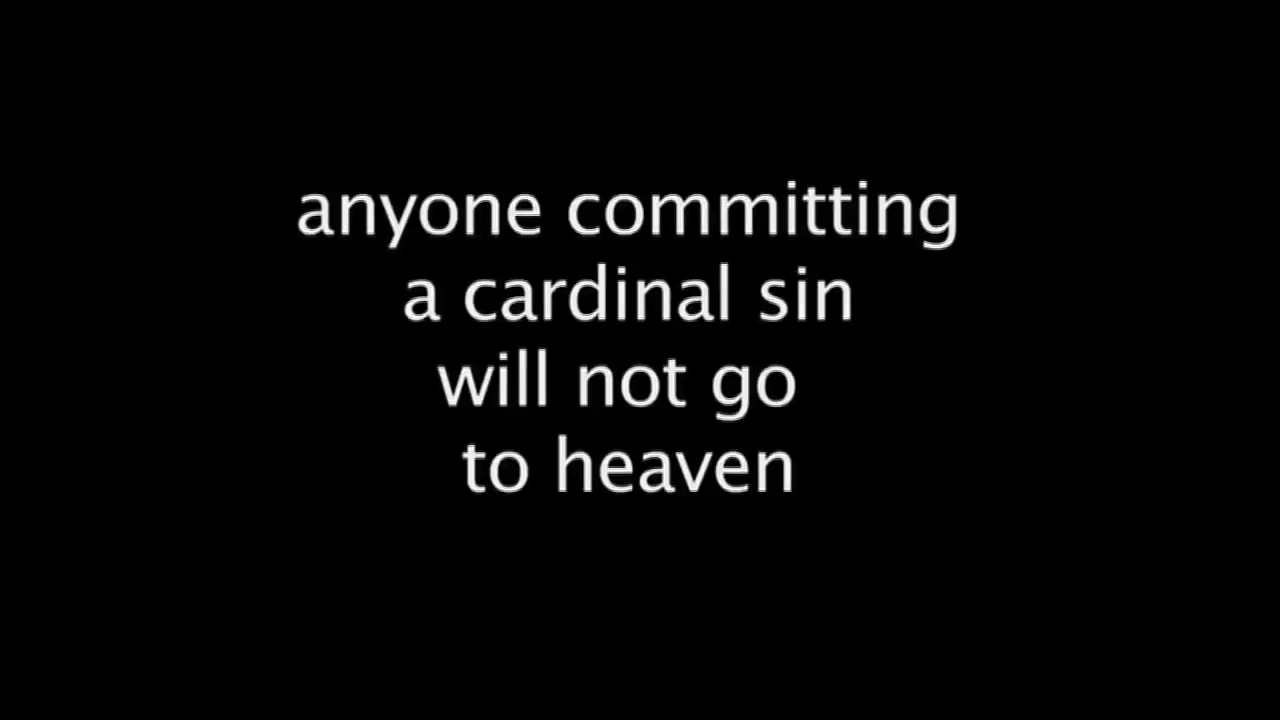 anyone committing
a cardinal sin
will not go
to heaven